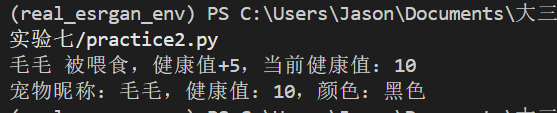 (real_esrgan_env) PS C:\Users\Jason\Documents\大三
实验七/practice2.py
毛毛 被喂食，健康值+5，当前健康值：10
宠物昵称：毛毛，健康值：10，颜色：黑色